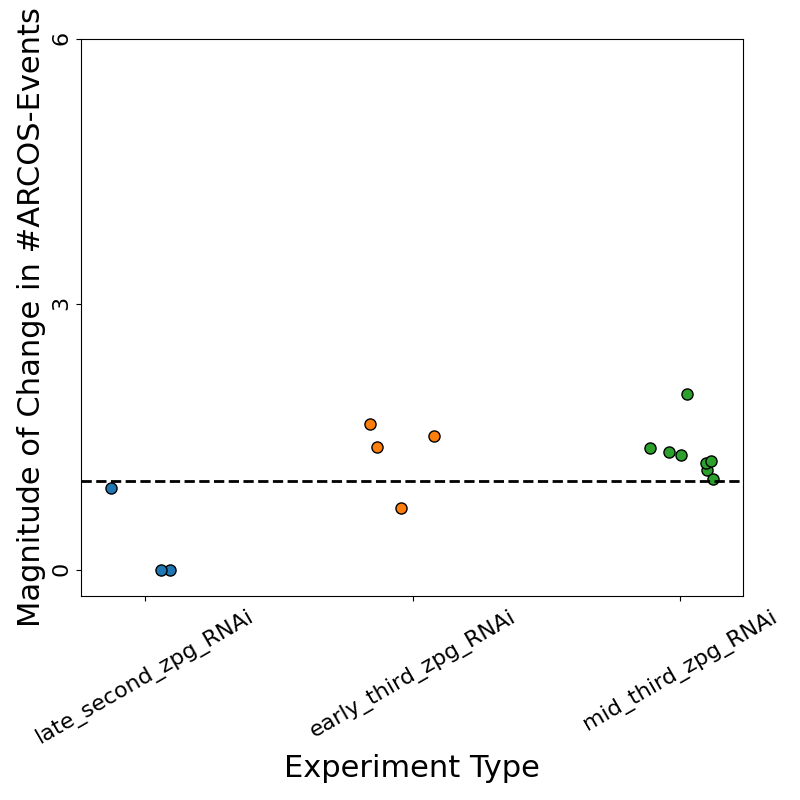 Magnitude of Change in #ARCOS-Events
6
3
0
late_second_zpg_RNAi
early_third_zpg_RNAi
mid_third_zpg_RNAi
Experiment Type